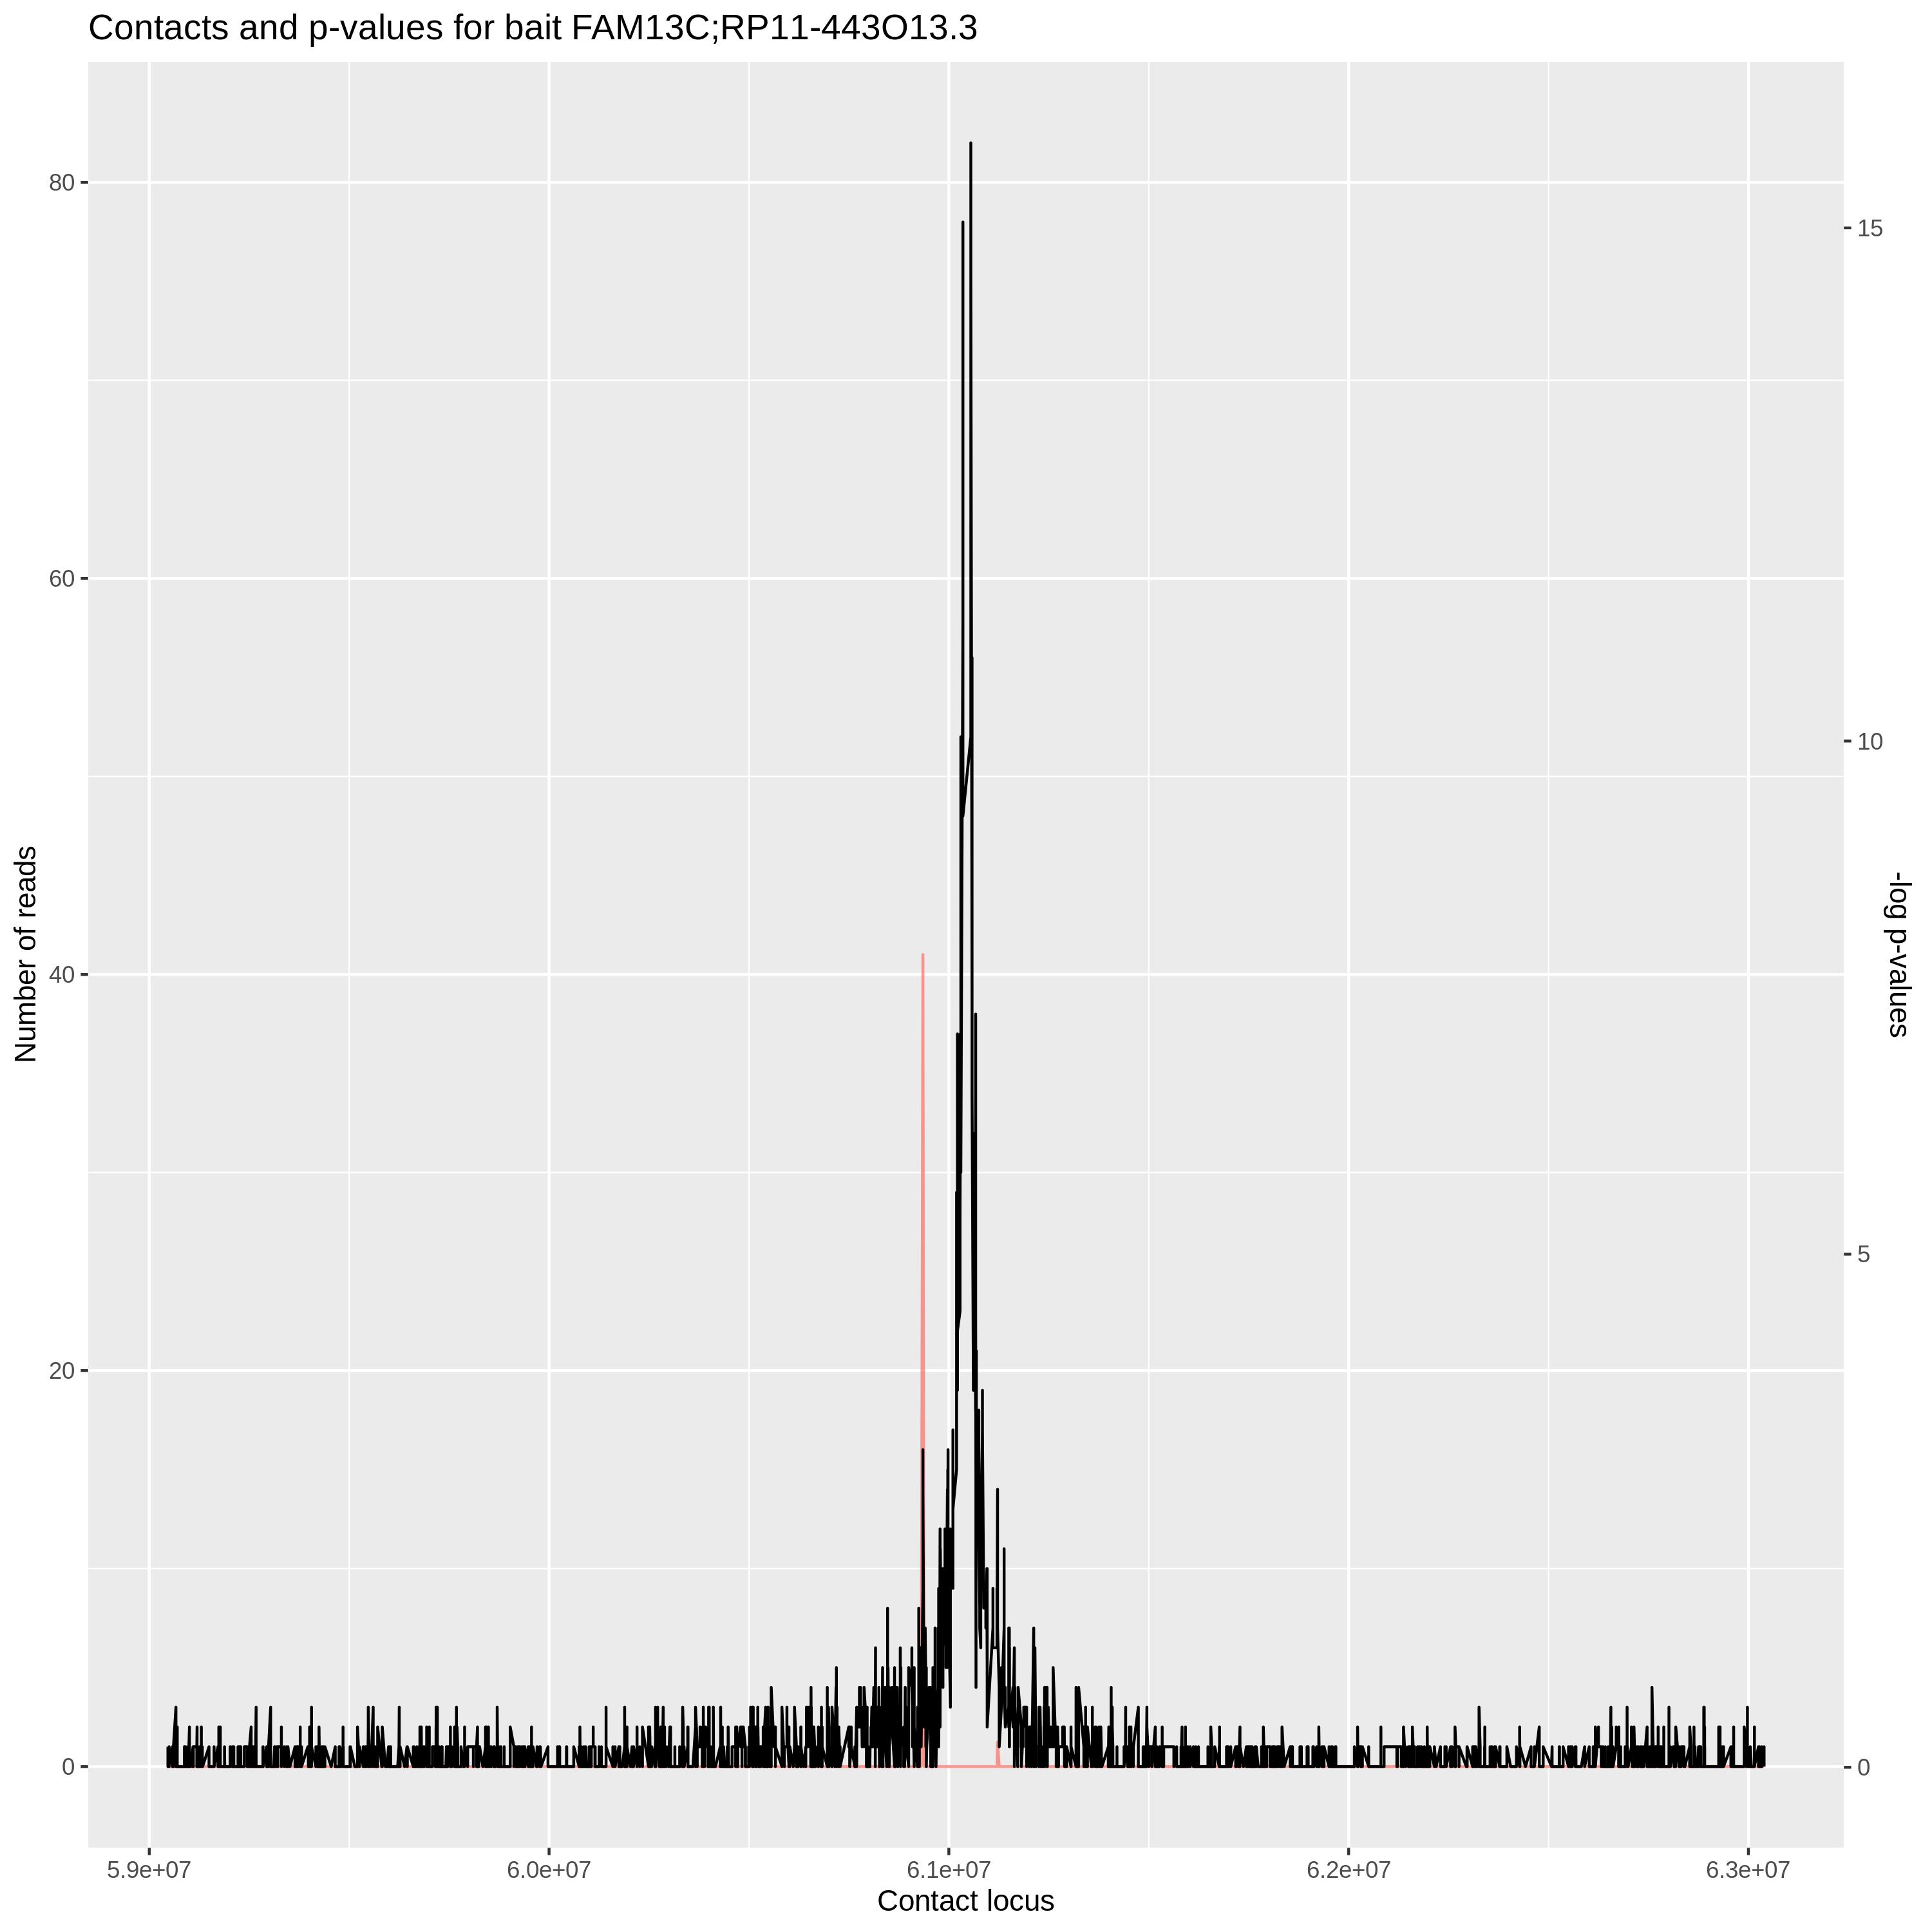 Contacts and p-values for bait FAM13C;RP11-443O13.3
80
60
40
20
0
15
10
5
0
Number of reads
-log p-values
5.9e+07 6.0e+07 6.1e+07 6.2e+07 6.3e+07
Contact locus